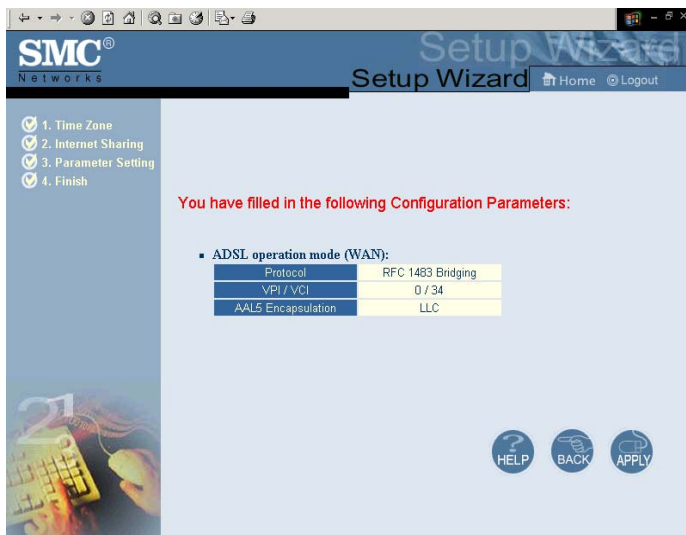 SMC®
Networks
Setup Wizard
Setup Wizard
Home
Logout
1. Time Zone
2. Internet Sharing
3. Parameter Setting
4. Finish
You have filled in the following Configuration Parameters:
ADSL operation mode (WAN):
Protocol RFC 1483 Bridging
VPI / VCI 0 / 34
AAL5 Encapsulation LLC
21
HELP
BACK
APPLY